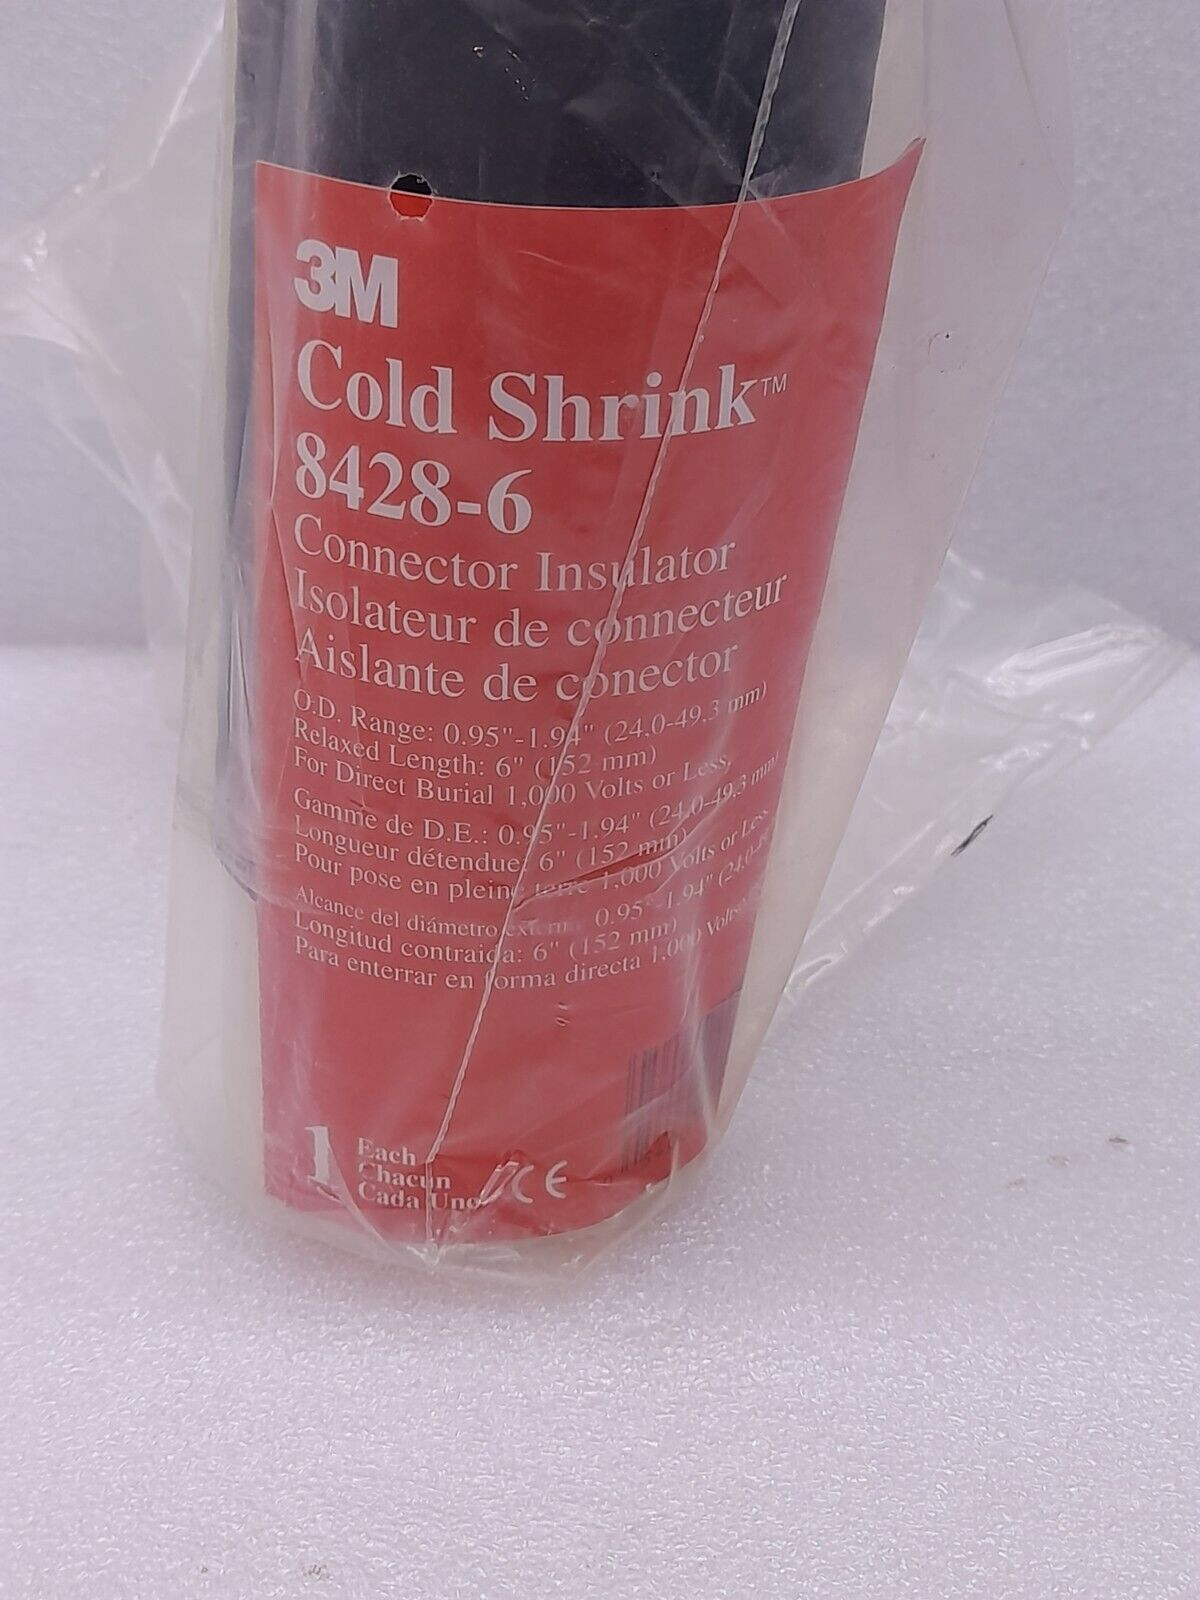 3M
Cold Shrink™
8428-6
Connector Insulator
Isolateur de connecteur
Aislante de conector
O.D. Range: 0.95"-1.94" (24.0-49.3 mm)
Relaxed Length: 6" (152 mm)
For Direct Burial 1,000 Volts or Less,
Gamme de D.E.: 0.95"-1.94" (24.0-49.3 mm)
Longueur détendue: 6" (152 mm)
Pour pose en pleine terre 1,000 Volts or Less
Alcance del diámetro externo 0.95"-1.94" (24.0-
Longitud contraida: 6" (152 mm)
Para enterrar en forma directa 1,000 Volts
1 Each
Chacun
Cada Uno
CE